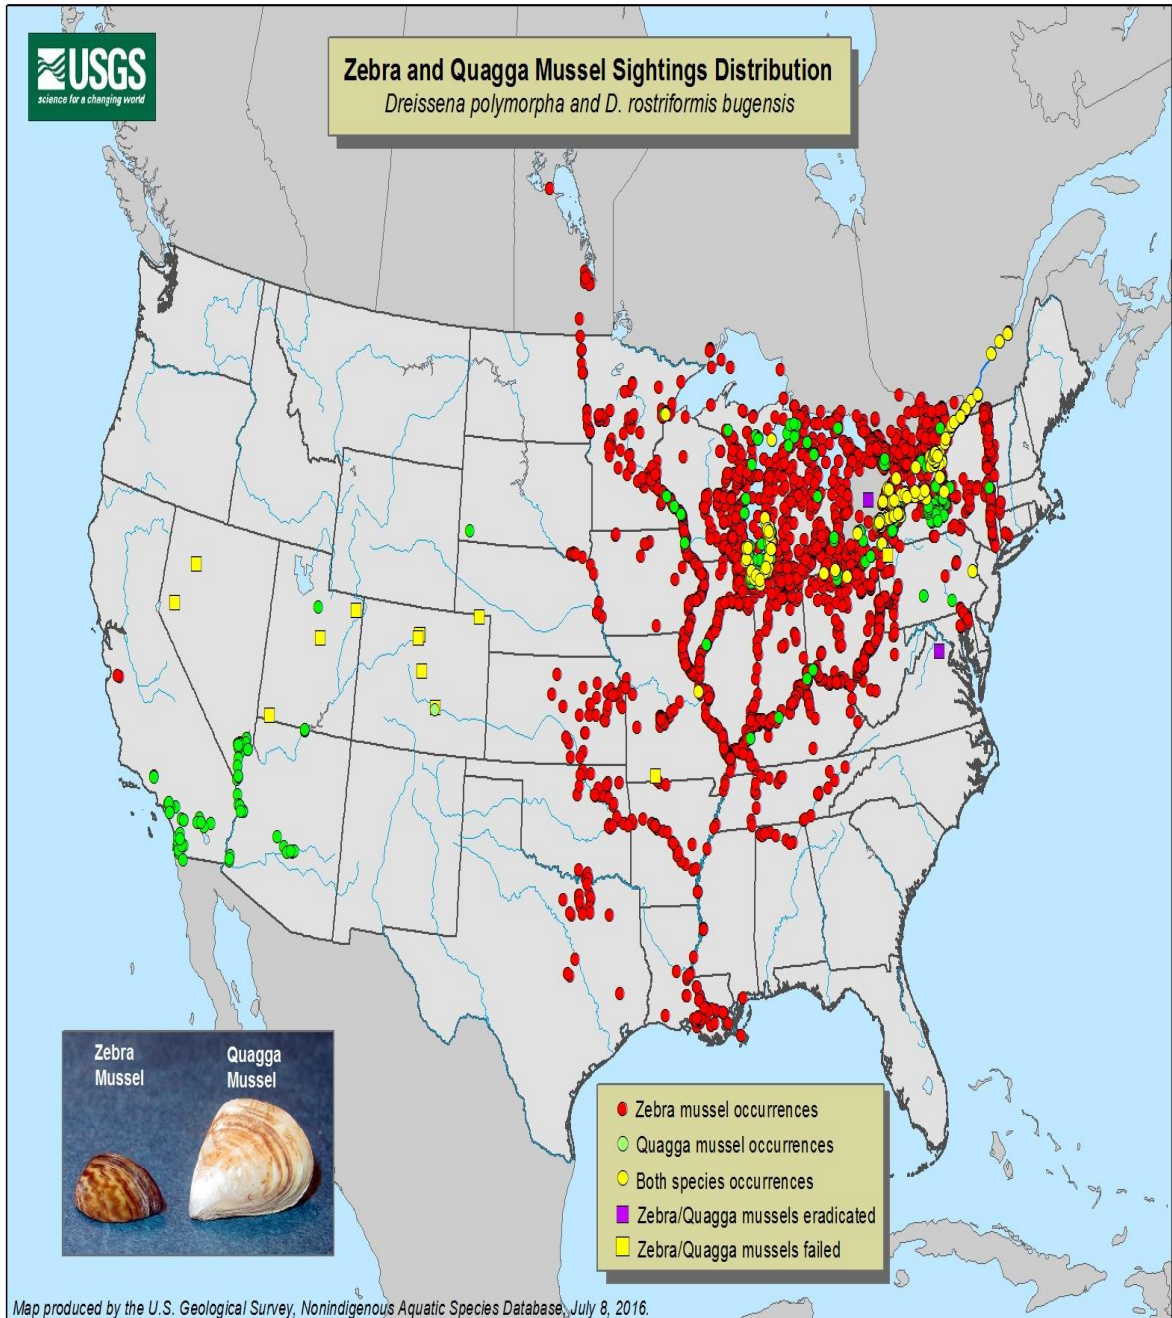 USGS
science for a changing world
Zebra and Quagga Mussel Sightings Distribution
Dreissena polymorpha and D. rostriformis bugensis
Zebra
Mussel
Quagga
Mussel
Zebra mussel occurrences
Quagga mussel occurrences
Both species occurrences
Zebra/Quagga mussels eradicated
Zebra/Quagga mussels failed
Map produced by the U.S. Geological Survey, Nonindigenous Aquatic Species Database, July 8, 2016.